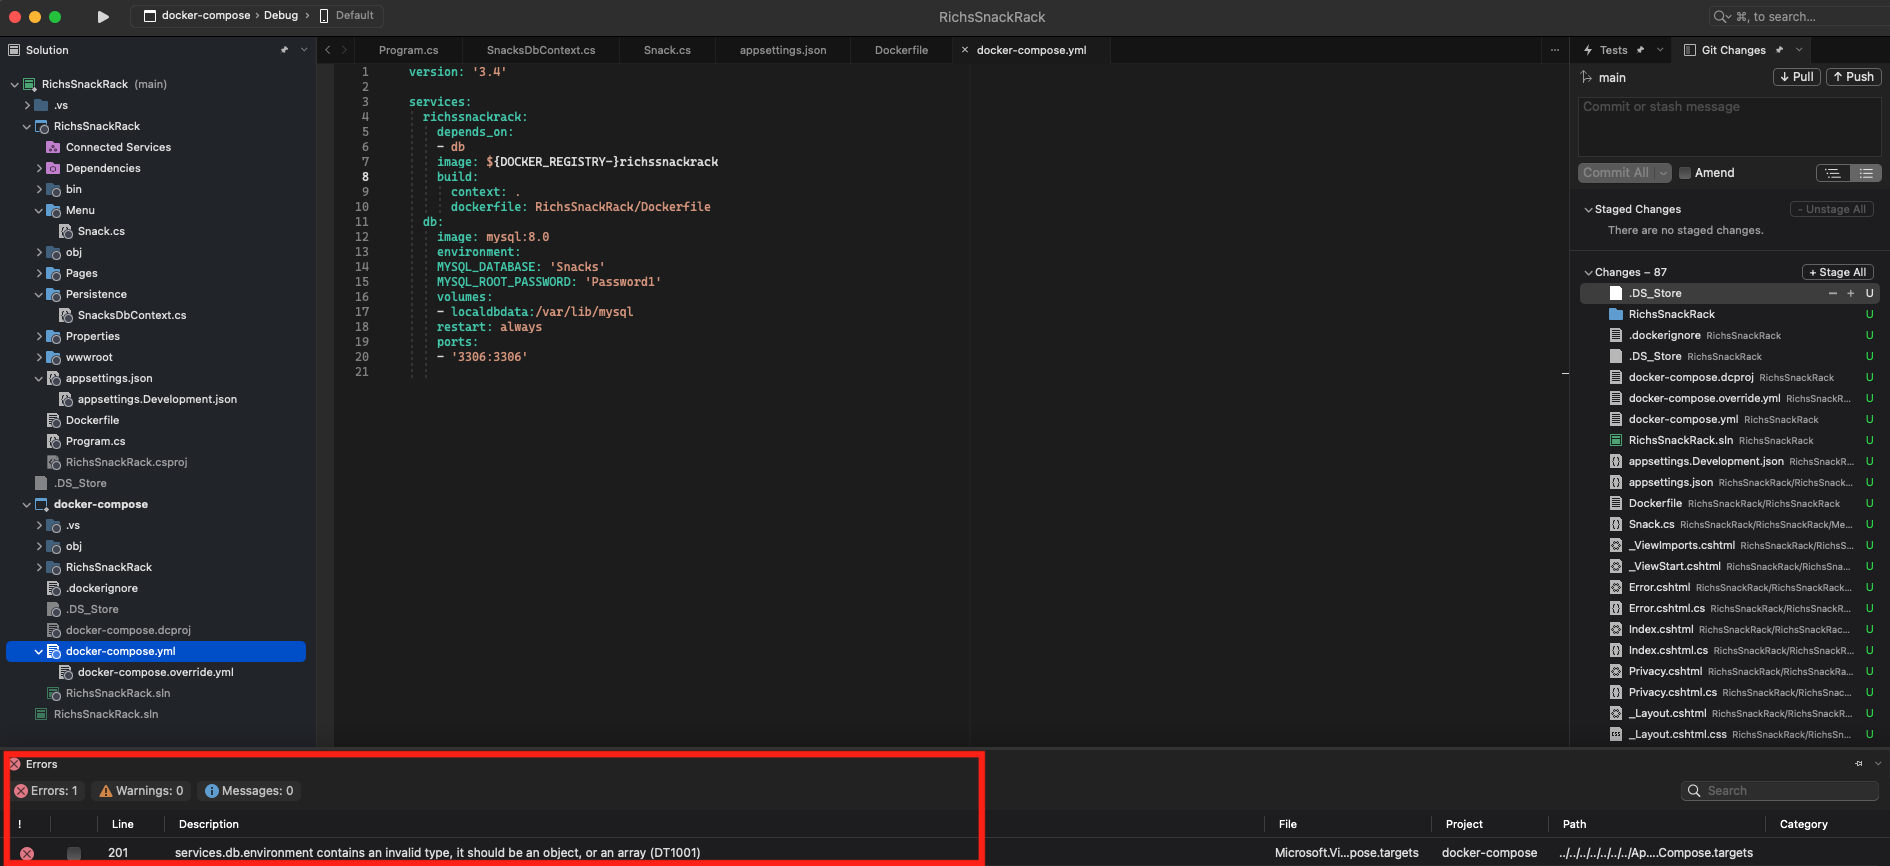 docker-compose › Debug › Default
RichsSnackRack
⌘, to search...
Solution
RichsSnackRack (main)
.vs
RichsSnackRack
Connected Services
Dependencies
bin
Menu
Snack.cs
obj
Pages
Persistence
SnacksDbContext.cs
Properties
wwwroot
appsettings.json
appsettings.Development.json
Dockerfile
Program.cs
RichsSnackRack.csproj
.DS_Store
docker-compose
.vs
obj
RichsSnackRack
.dockerignore
.DS_Store
docker-compose.dcproj
docker-compose.yml
docker-compose.override.yml
RichsSnackRack.sln
RichsSnackRack.sln
Program.cs
SnacksDbContext.cs
Snack.cs
appsettings.json
Dockerfile
× docker-compose.yml
...
1 version: '3.4'
2
3 services:
4 richssnackrack:
5 depends_on:
6 - db
7 image: ${DOCKER_REGISTRY-}richssnackrack
8 build:
9 context: .
10 dockerfile: RichsSnackRack/Dockerfile
11 db:
12 image: mysql:8.0
13 environment:
14 MYSQL_DATABASE: 'Snacks'
15 MYSQL_ROOT_PASSWORD: 'Password1'
16 volumes:
17 - localdbdata:/var/lib/mysql
18 restart: always
19 ports:
20 - '3306:3306'
21
Tests
Git Changes
main
Pull
Push
Commit or stash message
Commit All
Amend
Staged Changes
- Unstage All
There are no staged changes.
Changes – 87
+ Stage All
.DS_Store − + U
RichsSnackRack U
.dockerignore RichsSnackRack U
.DS_Store RichsSnackRack U
docker-compose.dcproj RichsSnackRack U
docker-compose.override.yml RichsSnackR... U
docker-compose.yml RichsSnackRack U
RichsSnackRack.sln RichsSnackRack U
appsettings.Development.json RichsSnackR... U
appsettings.json RichsSnackRack/RichsSnack... U
Dockerfile RichsSnackRack/RichsSnackRack U
Snack.cs RichsSnackRack/RichsSnackRack/Me... U
_ViewImports.cshtml RichsSnackRack/RichsS... U
_ViewStart.cshtml RichsSnackRack/RichsSna... U
Error.cshtml RichsSnackRack/RichsSnackRack... U
Error.cshtml.cs RichsSnackRack/RichsSnackR... U
Index.cshtml RichsSnackRack/RichsSnackRac... U
Index.cshtml.cs RichsSnackRack/RichsSnackR... U
Privacy.cshtml RichsSnackRack/RichsSnackRa... U
Privacy.cshtml.cs RichsSnackRack/RichsSnac... U
_Layout.cshtml RichsSnackRack/RichsSnackR... U
_Layout.cshtml.css RichsSnackRack/RichsSn... U
Errors
Errors: 1 Warnings: 0 Messages: 0
Search
! Line Description File Project Path Category
201 services.db.environment contains an invalid type, it should be an object, or an array (DT1001) Microsoft.Vi...pose.targets docker-compose ../../../../../../../Ap....Compose.targets